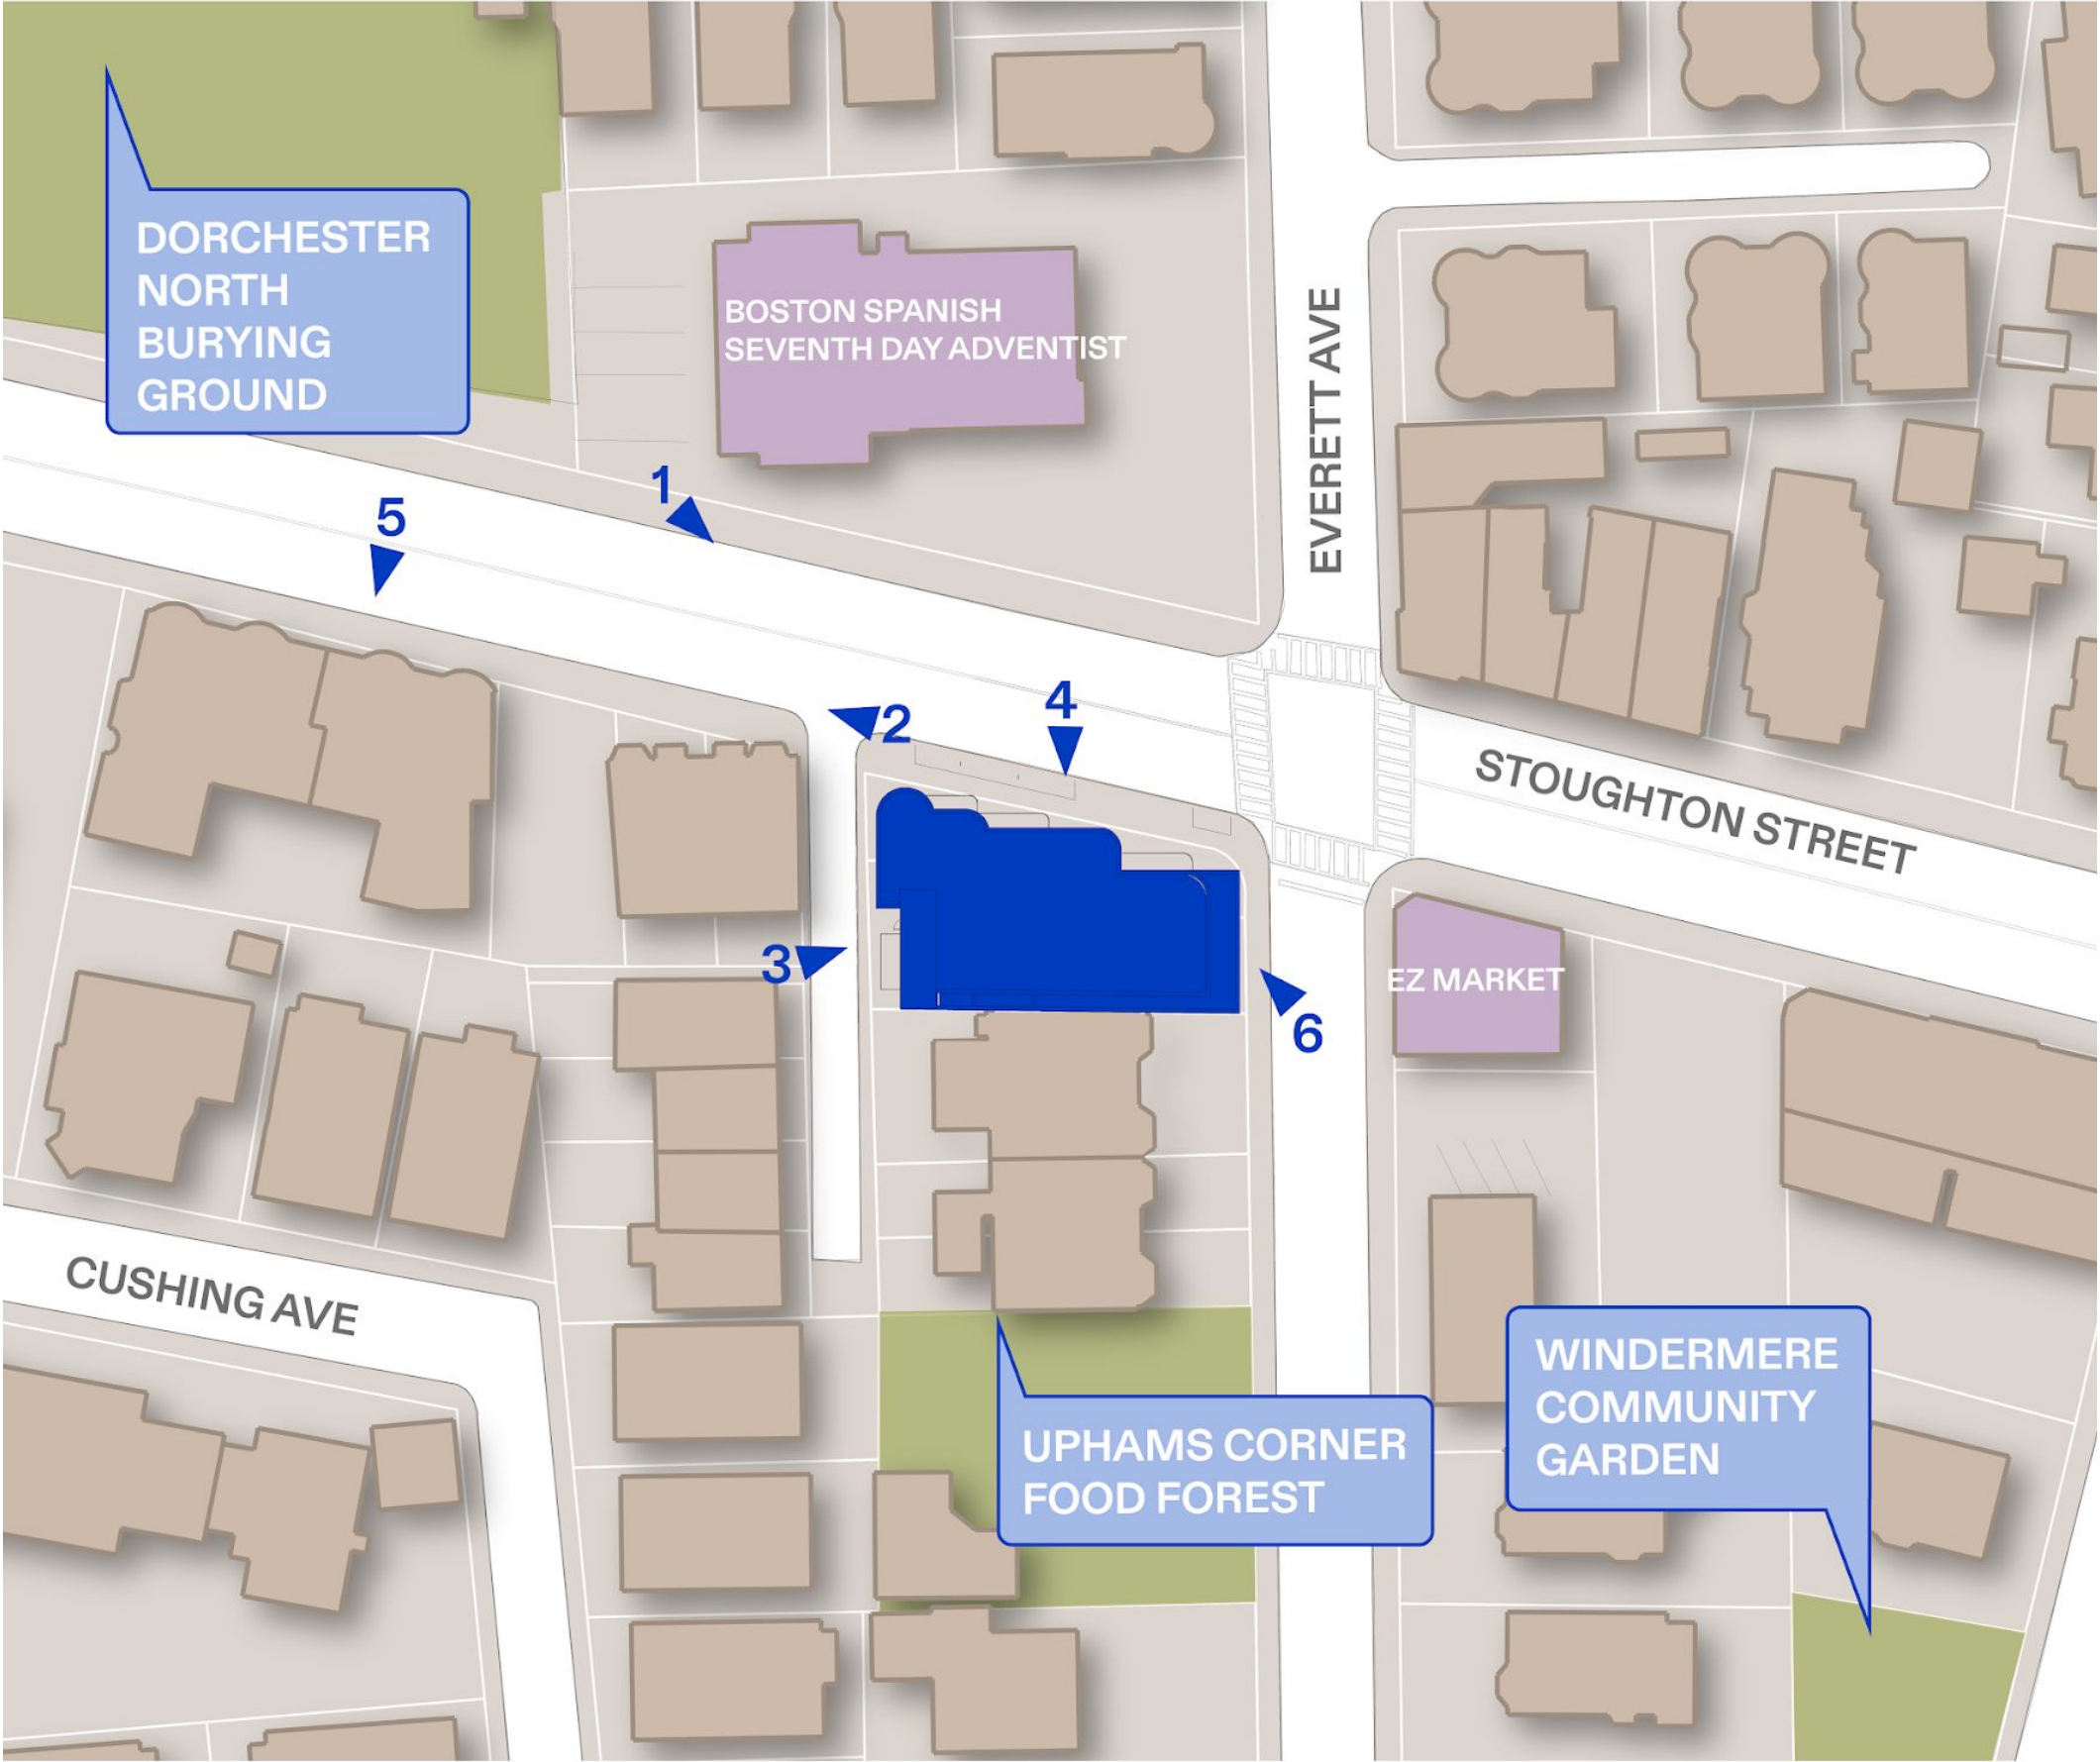 DORCHESTER
NORTH
BURYING
GROUND
BOSTON SPANISH
SEVENTH DAY ADVENTIST
EVERETT AVE
1
5
2
4
STOUGHTON STREET
3
6
EZ MARKET
CUSHING AVE
UPHAMS CORNER
FOOD FOREST
WINDERMERE
COMMUNITY
GARDEN